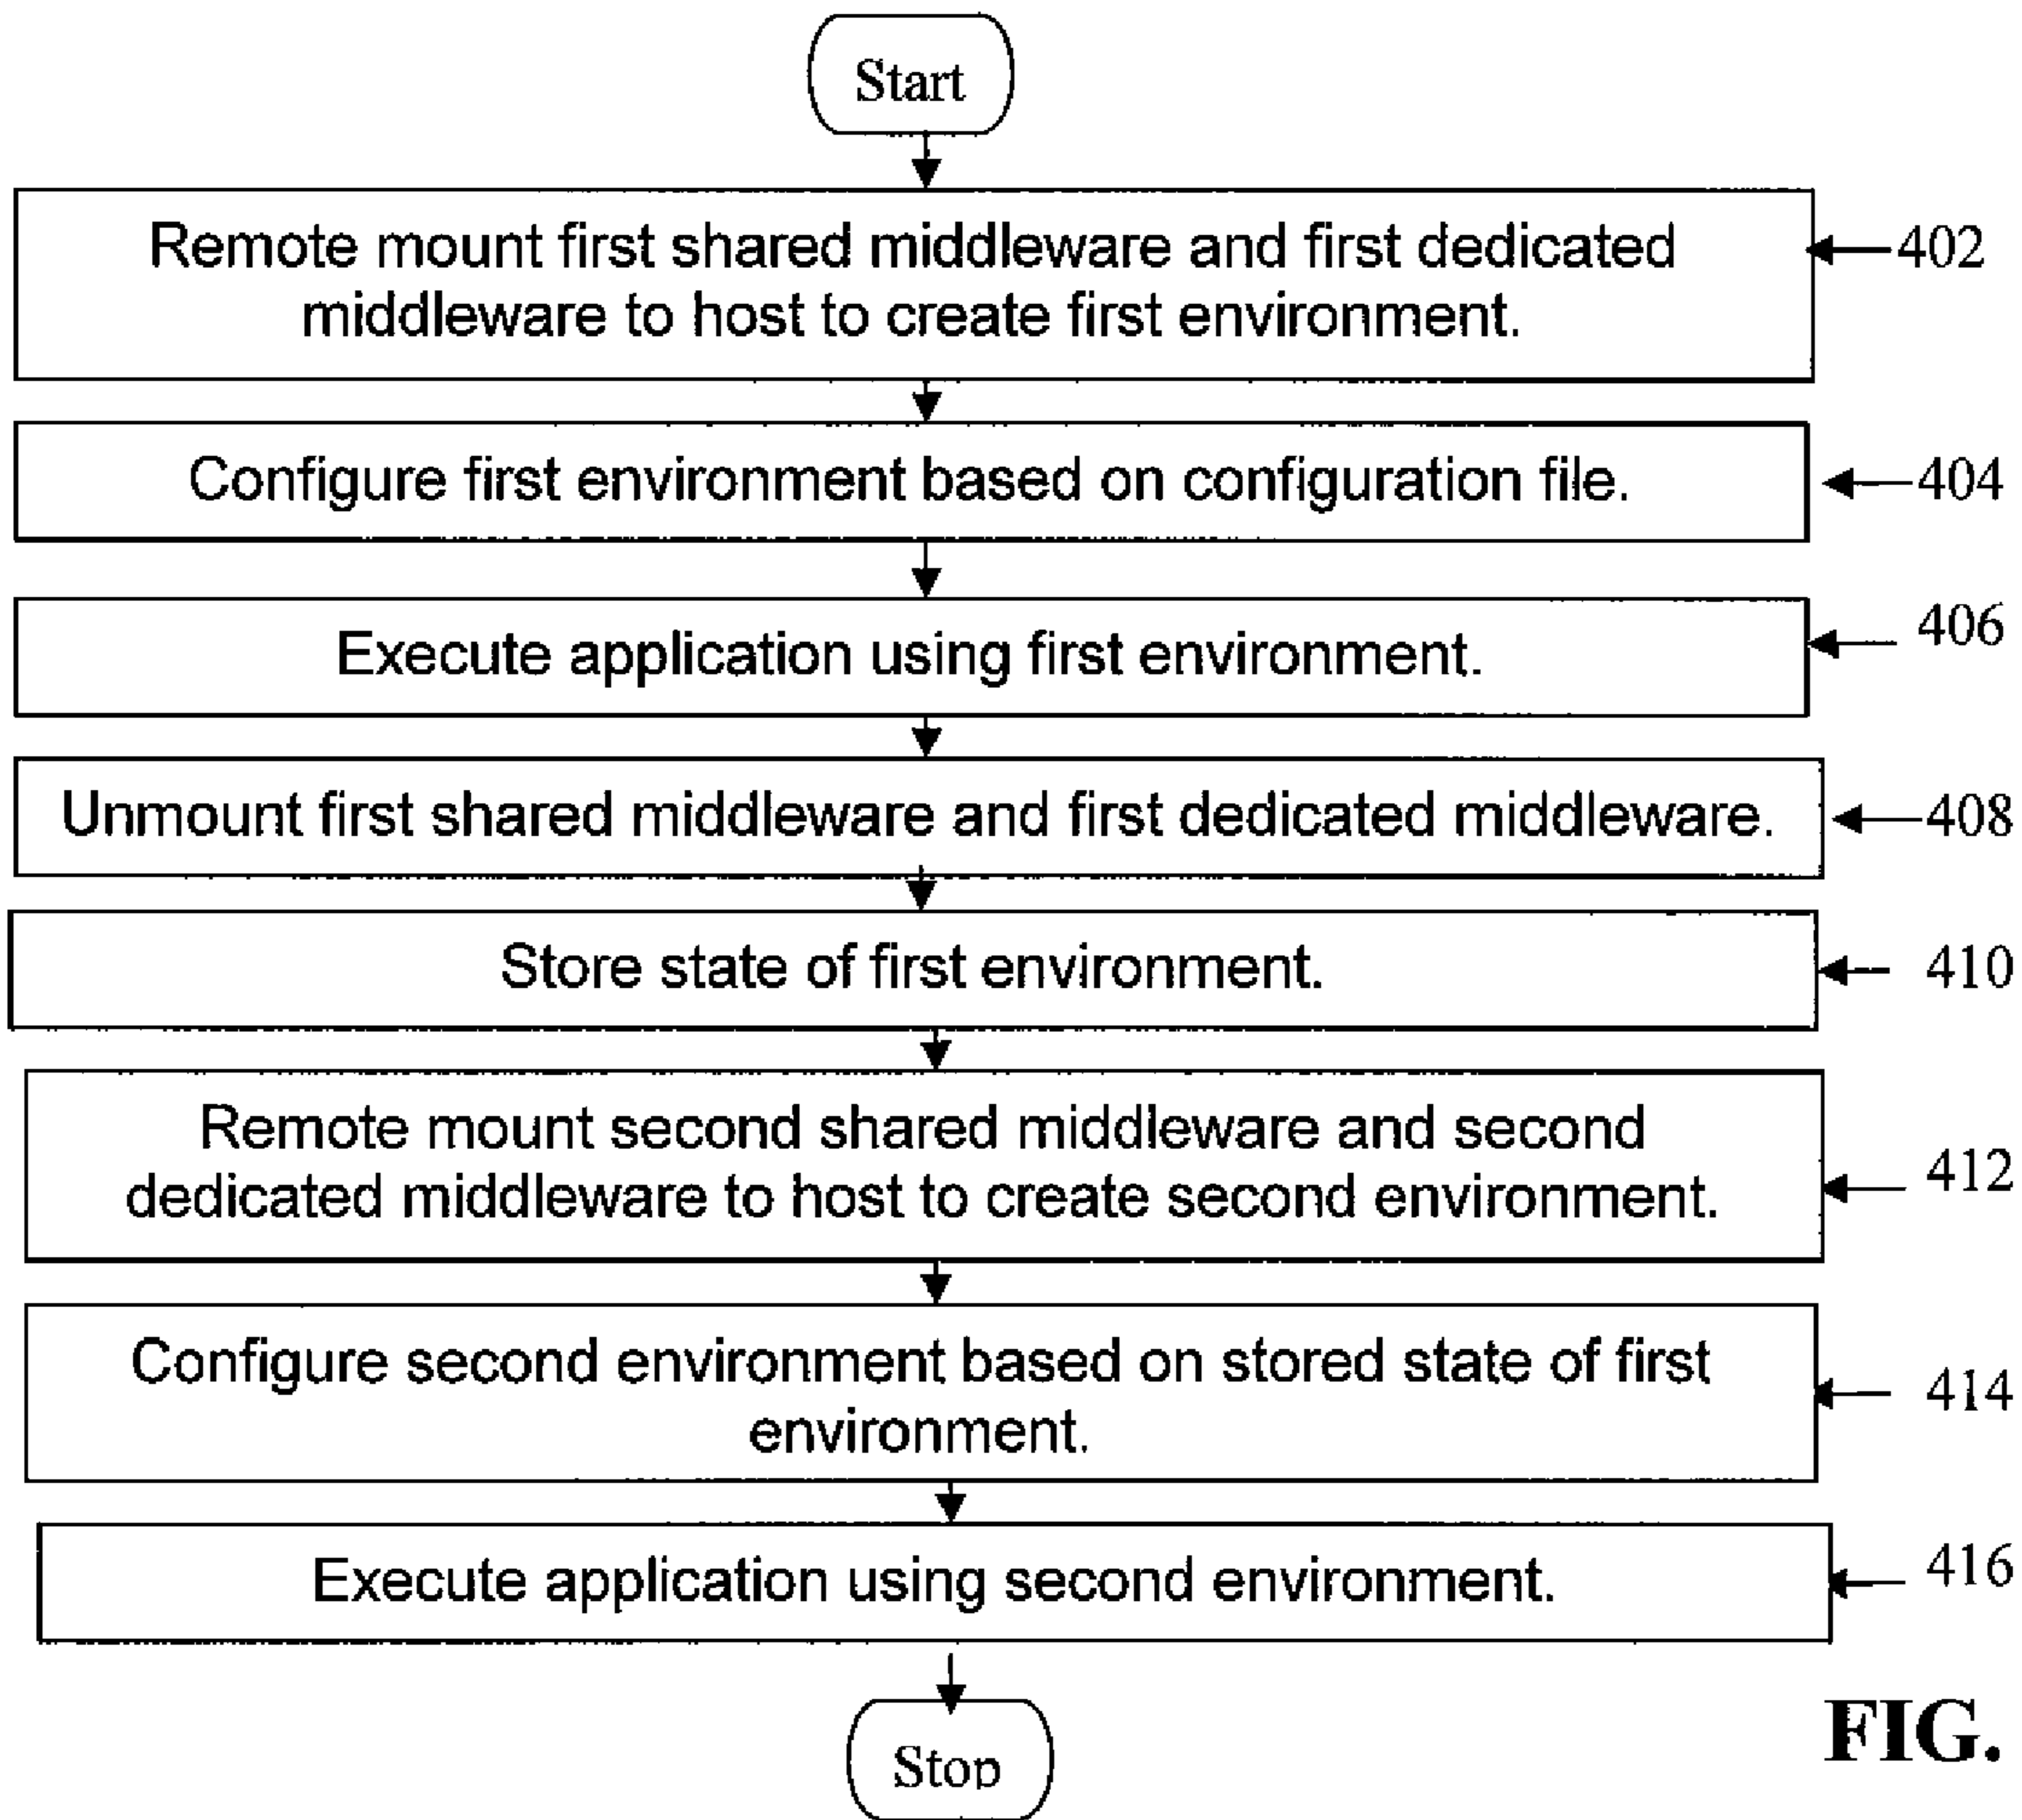 Start
Remote mount first shared middleware and first dedicated
402
middleware to host to create first environment.
Configure first environment based on configuration file.
404
Execute application using first environment.
406
Unmount first shared middleware and first dedicated middleware.
408
Store state of first environment.
410
Remote mount second shared middleware and second
dedicated middleware to host to create second environment.
412
Configure second environment based on stored state of first
environment.
414
Execute application using second environment.
416
Stop
FIG.